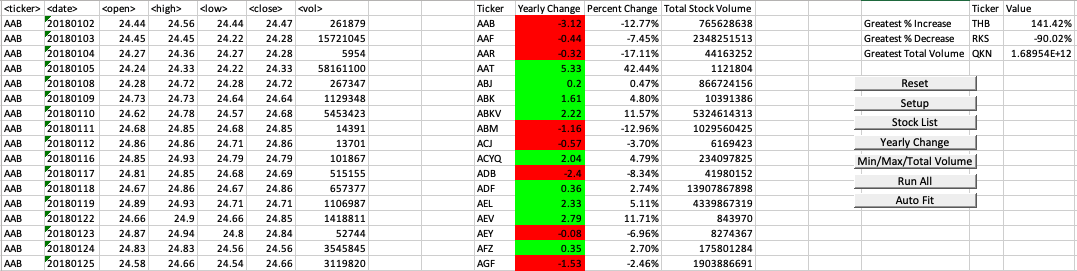 <ticker> <date> <open> <high> <low> <close> <vol> Ticker Yearly Change Percent Change Total Stock Volume Ticker Value
AAB 20180102 24.44 24.56 24.44 24.47 261879 AAB -3.12 -12.77% 765628638 Greatest % Increase THB 141.42%
AAB 20180103 24.45 24.45 24.22 24.28 15721045 AAF -0.44 -7.45% 2348251513 Greatest % Decrease RKS -90.02%
AAB 20180104 24.27 24.36 24.27 24.28 5954 AAR -0.32 -17.11% 44163252 Greatest Total Volume QKN 1.68954E+12
AAB 20180105 24.24 24.33 24.22 24.33 58161100 AAT 5.33 42.44% 1121804
AAB 20180108 24.28 24.72 24.28 24.72 267347 ABJ 0.2 0.47% 866724156 Reset
AAB 20180109 24.73 24.73 24.64 24.64 1129348 ABK 1.61 4.80% 10391386 Setup
AAB 20180110 24.62 24.78 24.57 24.68 5453423 ABKV 2.22 11.57% 5324614313 Stock List
AAB 20180111 24.68 24.85 24.68 24.85 14391 ABM -1.16 -12.96% 1029560425
AAB 20180112 24.86 24.86 24.71 24.86 13701 ACJ -0.57 -3.70% 6169423 Yearly Change
AAB 20180116 24.85 24.93 24.79 24.79 101867 ACYQ 2.04 4.79% 234097825 Min/Max/Total Volume
AAB 20180117 24.81 24.85 24.68 24.69 515155 ADB -2.4 -8.34% 41980152 Run All
AAB 20180118 24.67 24.86 24.67 24.86 657377 ADF 0.36 2.74% 13907867898
AAB 20180119 24.89 24.93 24.71 24.71 1106987 AEL 2.33 5.11% 4339867319 Auto Fit
AAB 20180122 24.66 24.9 24.66 24.85 1418811 AEV 2.79 11.71% 843970
AAB 20180123 24.87 24.94 24.8 24.84 52744 AEY -0.08 -6.96% 8274367
AAB 20180124 24.83 24.83 24.56 24.56 3545845 AFZ 0.35 2.70% 175801284
AAB 20180125 24.58 24.66 24.54 24.66 3119820 AGF -1.53 -2.46% 1903886691